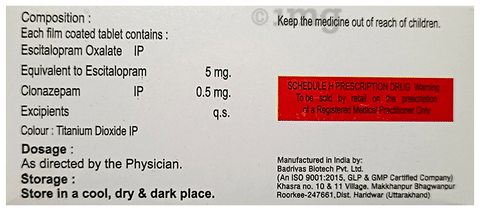 Composition :
Each film coated tablet contains :
Escitalopram Oxalate IP
Equivalent to Escitalopram 5 mg.
Clonazepam IP 0.5 mg.
Excipients q.s.
Colour : Titanium Dioxide IP
Dosage :
As directed by the Physician.
Storage :
Store in a cool, dry & dark place.
1mg
Keep the medicine out of reach of children.
SCHEDULE H PRESCRIPTION DRUG Warning
To be sold by retail on the prescription
of a Registered Medical Practitioner Only
Manufactured in India by:
Badrivas Biotech Pvt. Ltd.
(An ISO 9001:2015, GLP & GMP Certified Company)
Khasra no. 10 & 11 Village. Makkhanpur Bhagwanpur
Roorkee-247661,Dist. Haridwar (Uttarakhand)